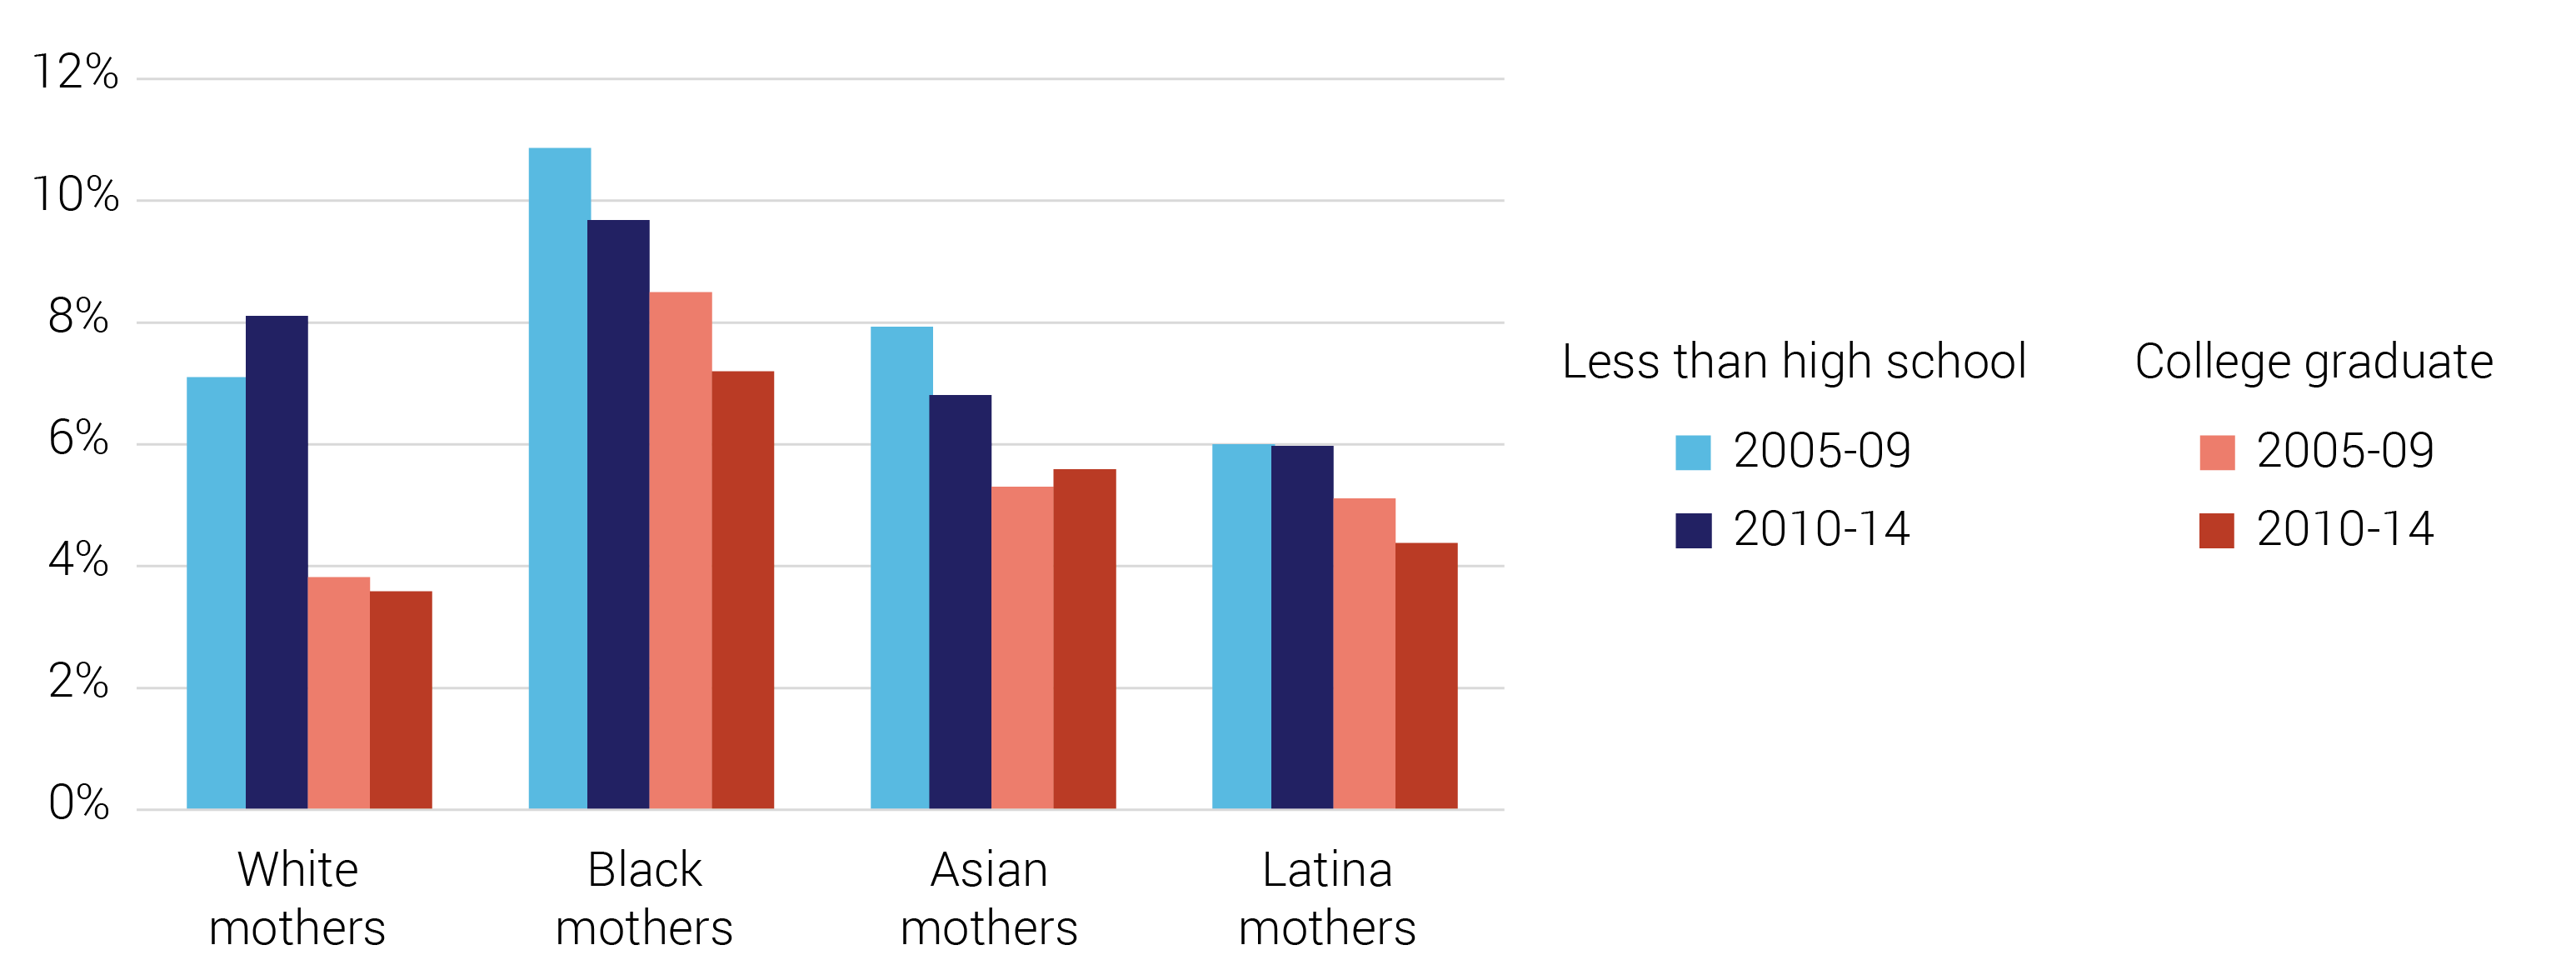 12%
10%
8%
6%
4%
2%
0%
White
mothers
Black
mothers
Asian
mothers
Latina
mothers
Less than high school
2005-09
2010-14
College graduate
2005-09
2010-14